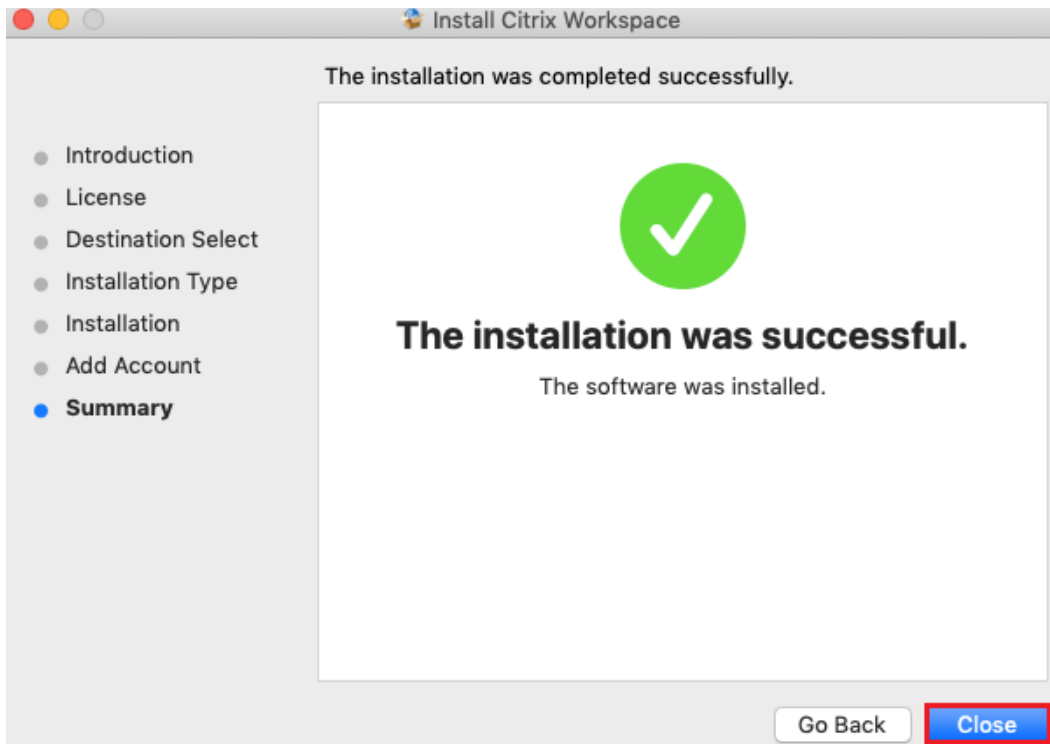 Install Citrix Workspace
The installation was completed successfully.
Introduction
License
Destination Select
Installation Type
Installation
Add Account
Summary
The installation was successful.
The software was installed.
Go Back
Close